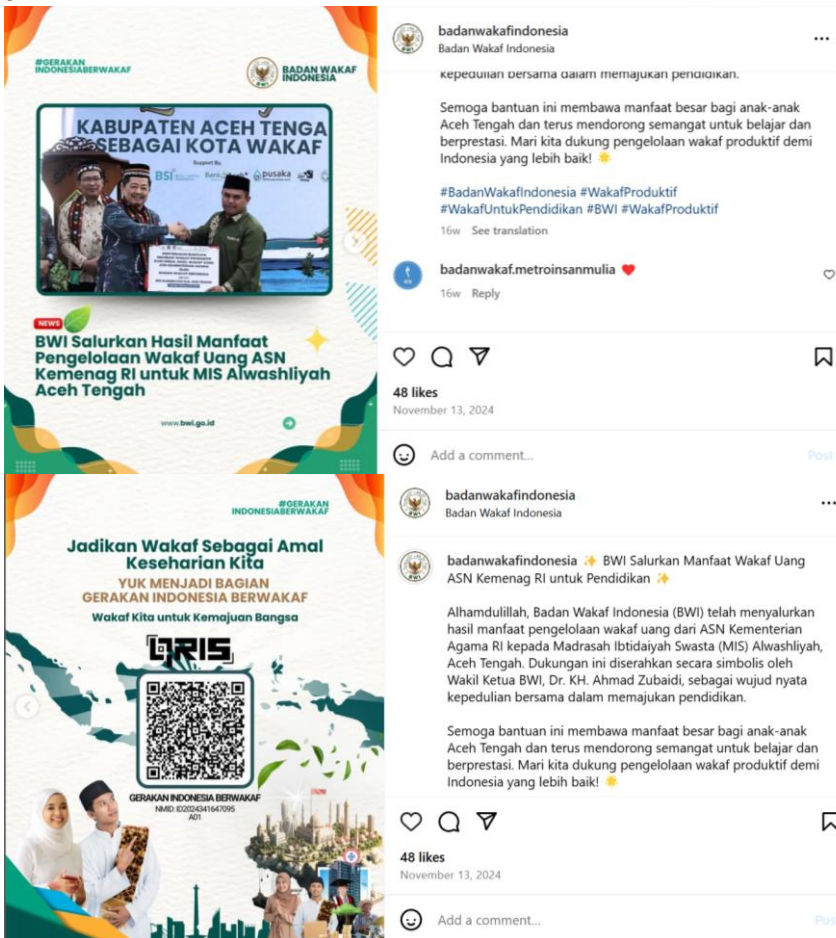 #GERAKAN
INDONESIABERWAKAF
BWI
BADAN WAKAF
INDONESIA
KABUPATEN ACEH TENGA
SEBAGAI KOTA WAKAF
Support By
BSI
pusaka
NEWS
BWI Salurkan Hasil Manfaat
Pengelolaan Wakaf Uang ASN
Kemenag RI untuk MIS Alwashliyah
Aceh Tengah
www.bwi.go.id
badanwakafindonesia
Badan Wakaf Indonesia
kepedulian bersama dalam memajukan pendidikan.
Semoga bantuan ini membawa manfaat besar bagi anak-anak
Aceh Tengah dan terus mendorong semangat untuk belajar dan
berprestasi. Mari kita dukung pengelolaan wakaf produktif demi
Indonesia yang lebih baik! 🌟
#BadanWakafIndonesia #WakafProduktif
#WakafUntukPendidikan #BWI #WakafProduktif
16w See translation
badanwakaf.metroinsanmulia ❤️
16w Reply
48 likes
November 13, 2024
Add a comment...
Post
#GERAKAN
INDONESIABERWAKAF
Jadikan Wakaf Sebagai Amal
Keseharian Kita
YUK MENJADI BAGIAN
GERAKAN INDONESIA BERWAKAF
Wakaf Kita untuk Kemajuan Bangsa
QRIS
GERAKAN INDONESIA BERWAKAF
NMID: ID2024341647095
A01
badanwakafindonesia
Badan Wakaf Indonesia
badanwakafindonesia ✨ BWI Salurkan Manfaat Wakaf Uang
ASN Kemenag RI untuk Pendidikan ✨
Alhamdulillah, Badan Wakaf Indonesia (BWI) telah menyalurkan
hasil manfaat pengelolaan wakaf uang dari ASN Kementerian
Agama RI kepada Madrasah Ibtidaiyah Swasta (MIS) Alwashliyah,
Aceh Tengah. Dukungan ini diserahkan secara simbolis oleh
Wakil Ketua BWI, Dr. KH. Ahmad Zubaidi, sebagai wujud nyata
kepedulian bersama dalam memajukan pendidikan.
Semoga bantuan ini membawa manfaat besar bagi anak-anak
Aceh Tengah dan terus mendorong semangat untuk belajar dan
berprestasi. Mari kita dukung pengelolaan wakaf produktif demi
Indonesia yang lebih baik! 🌟
48 likes
November 13, 2024
Add a comment...
Pos